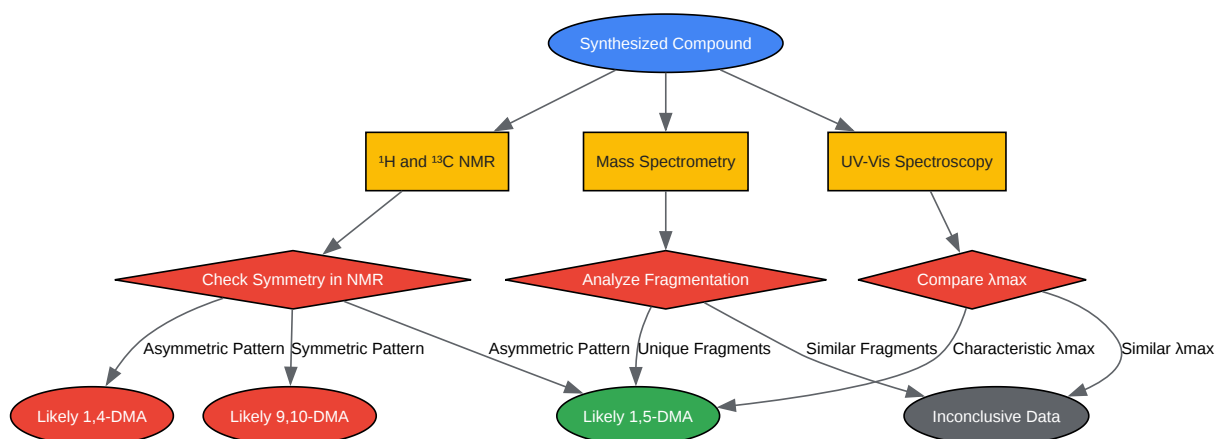 Synthesized Compound
¹H and ¹³C NMR
Mass Spectrometry
UV-Vis Spectroscopy
Check Symmetry in NMR
Analyze Fragmentation
Compare λmax
Asymmetric Pattern
Symmetric Pattern
Asymmetric Pattern
Unique Fragments
Similar Fragments
Characteristic λmax
Similar λmax
Likely 1,4-DMA
Likely 9,10-DMA
Likely 1,5-DMA
Inconclusive Data